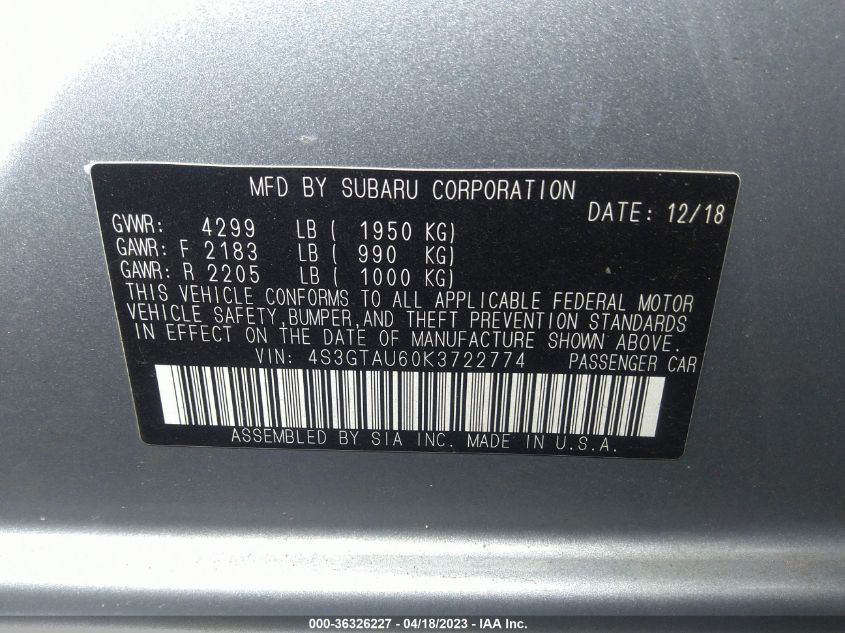 MFD BY SUBARU CORPORATION
DATE: 12/18
GVWR: 4299 LB ( 1950 KG)
GAWR: F 2183 LB ( 990 KG)
GAWR: R 2205 LB ( 1000 KG)
THIS VEHICLE CONFORMS TO ALL APPLICABLE FEDERAL MOTOR
VEHICLE SAFETY, BUMPER, AND THEFT PREVENTION STANDARDS
IN EFFECT ON THE DATE OF MANUFACTURE SHOWN ABOVE.
VIN: 4S3GTAU60K3722774 PASSENGER CAR
ASSEMBLED BY SIA INC. MADE IN U.S.A.
000-36326227 - 04/18/2023 - IAA Inc.